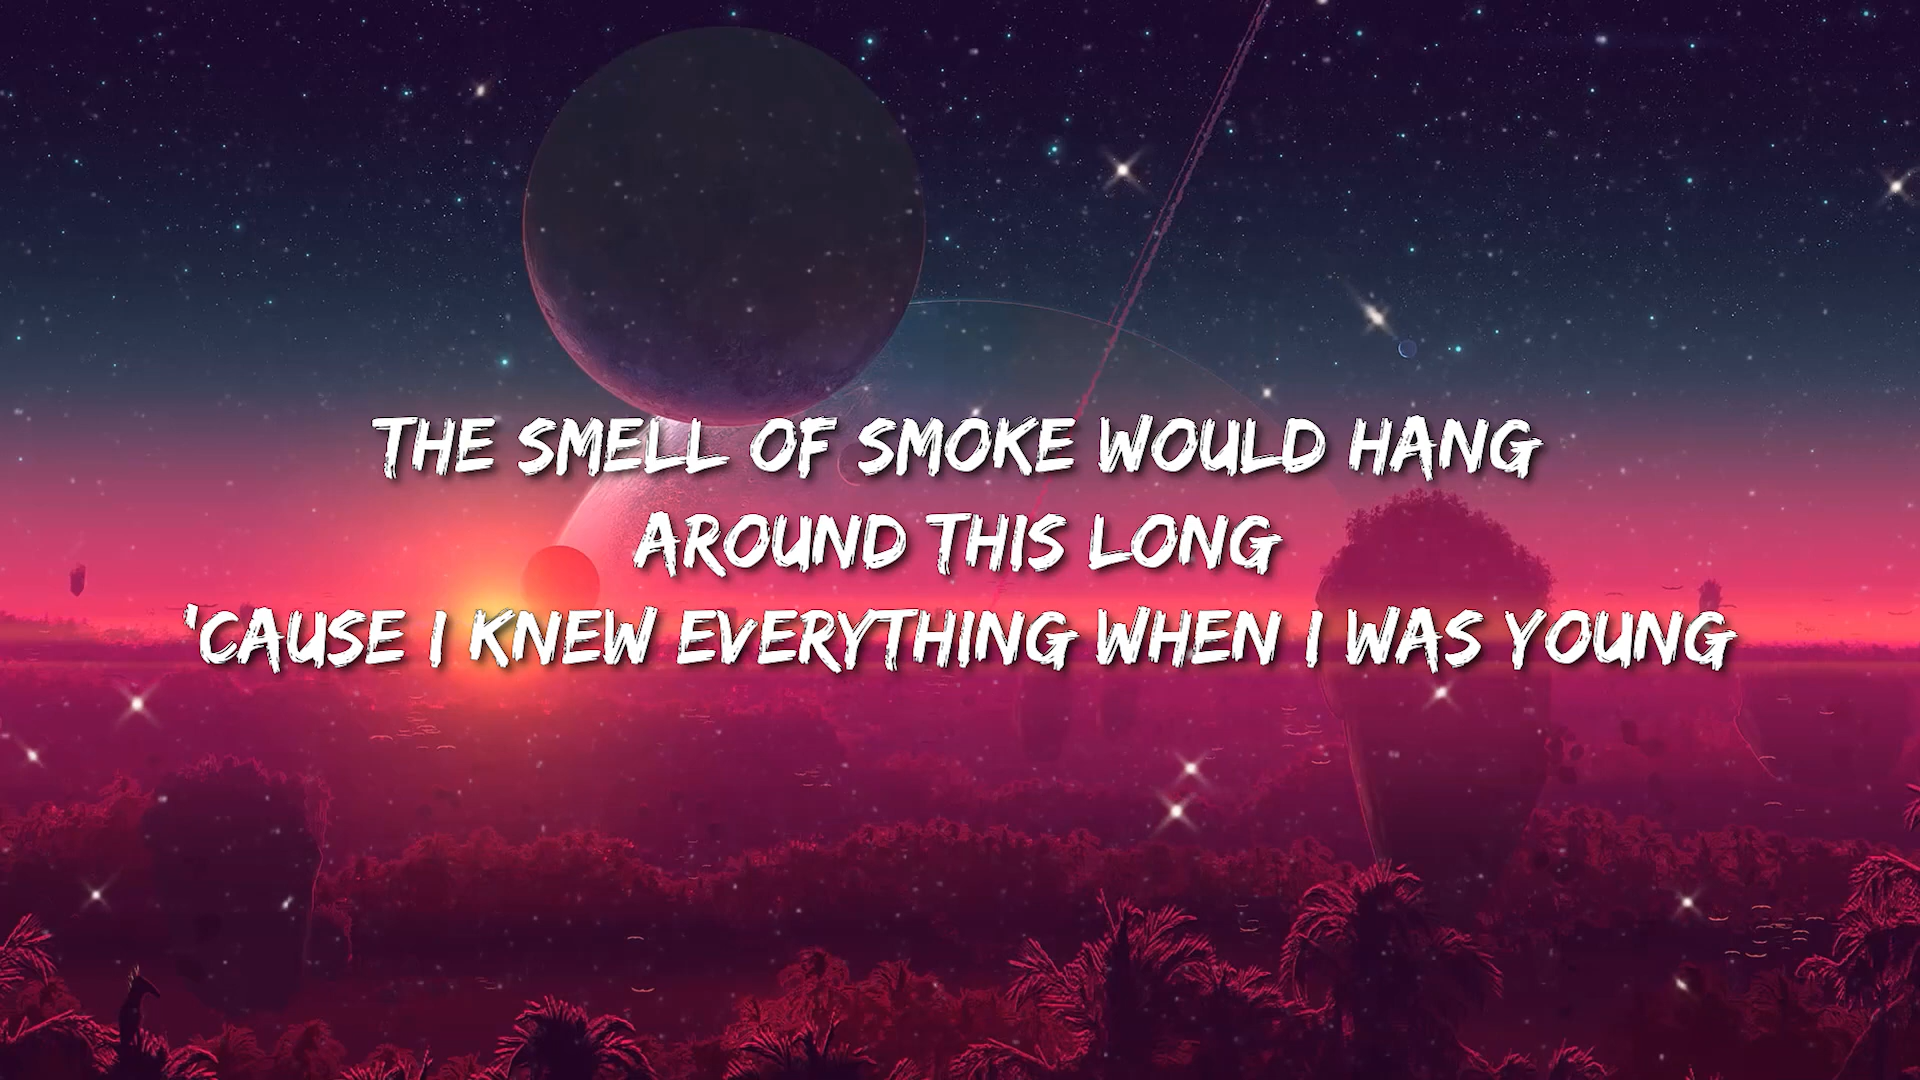 THE SMELL OF SMOKE WOULD HANG
AROUND THIS LONG
'CAUSE I KNEW EVERYTHING WHEN I WAS YOUNG